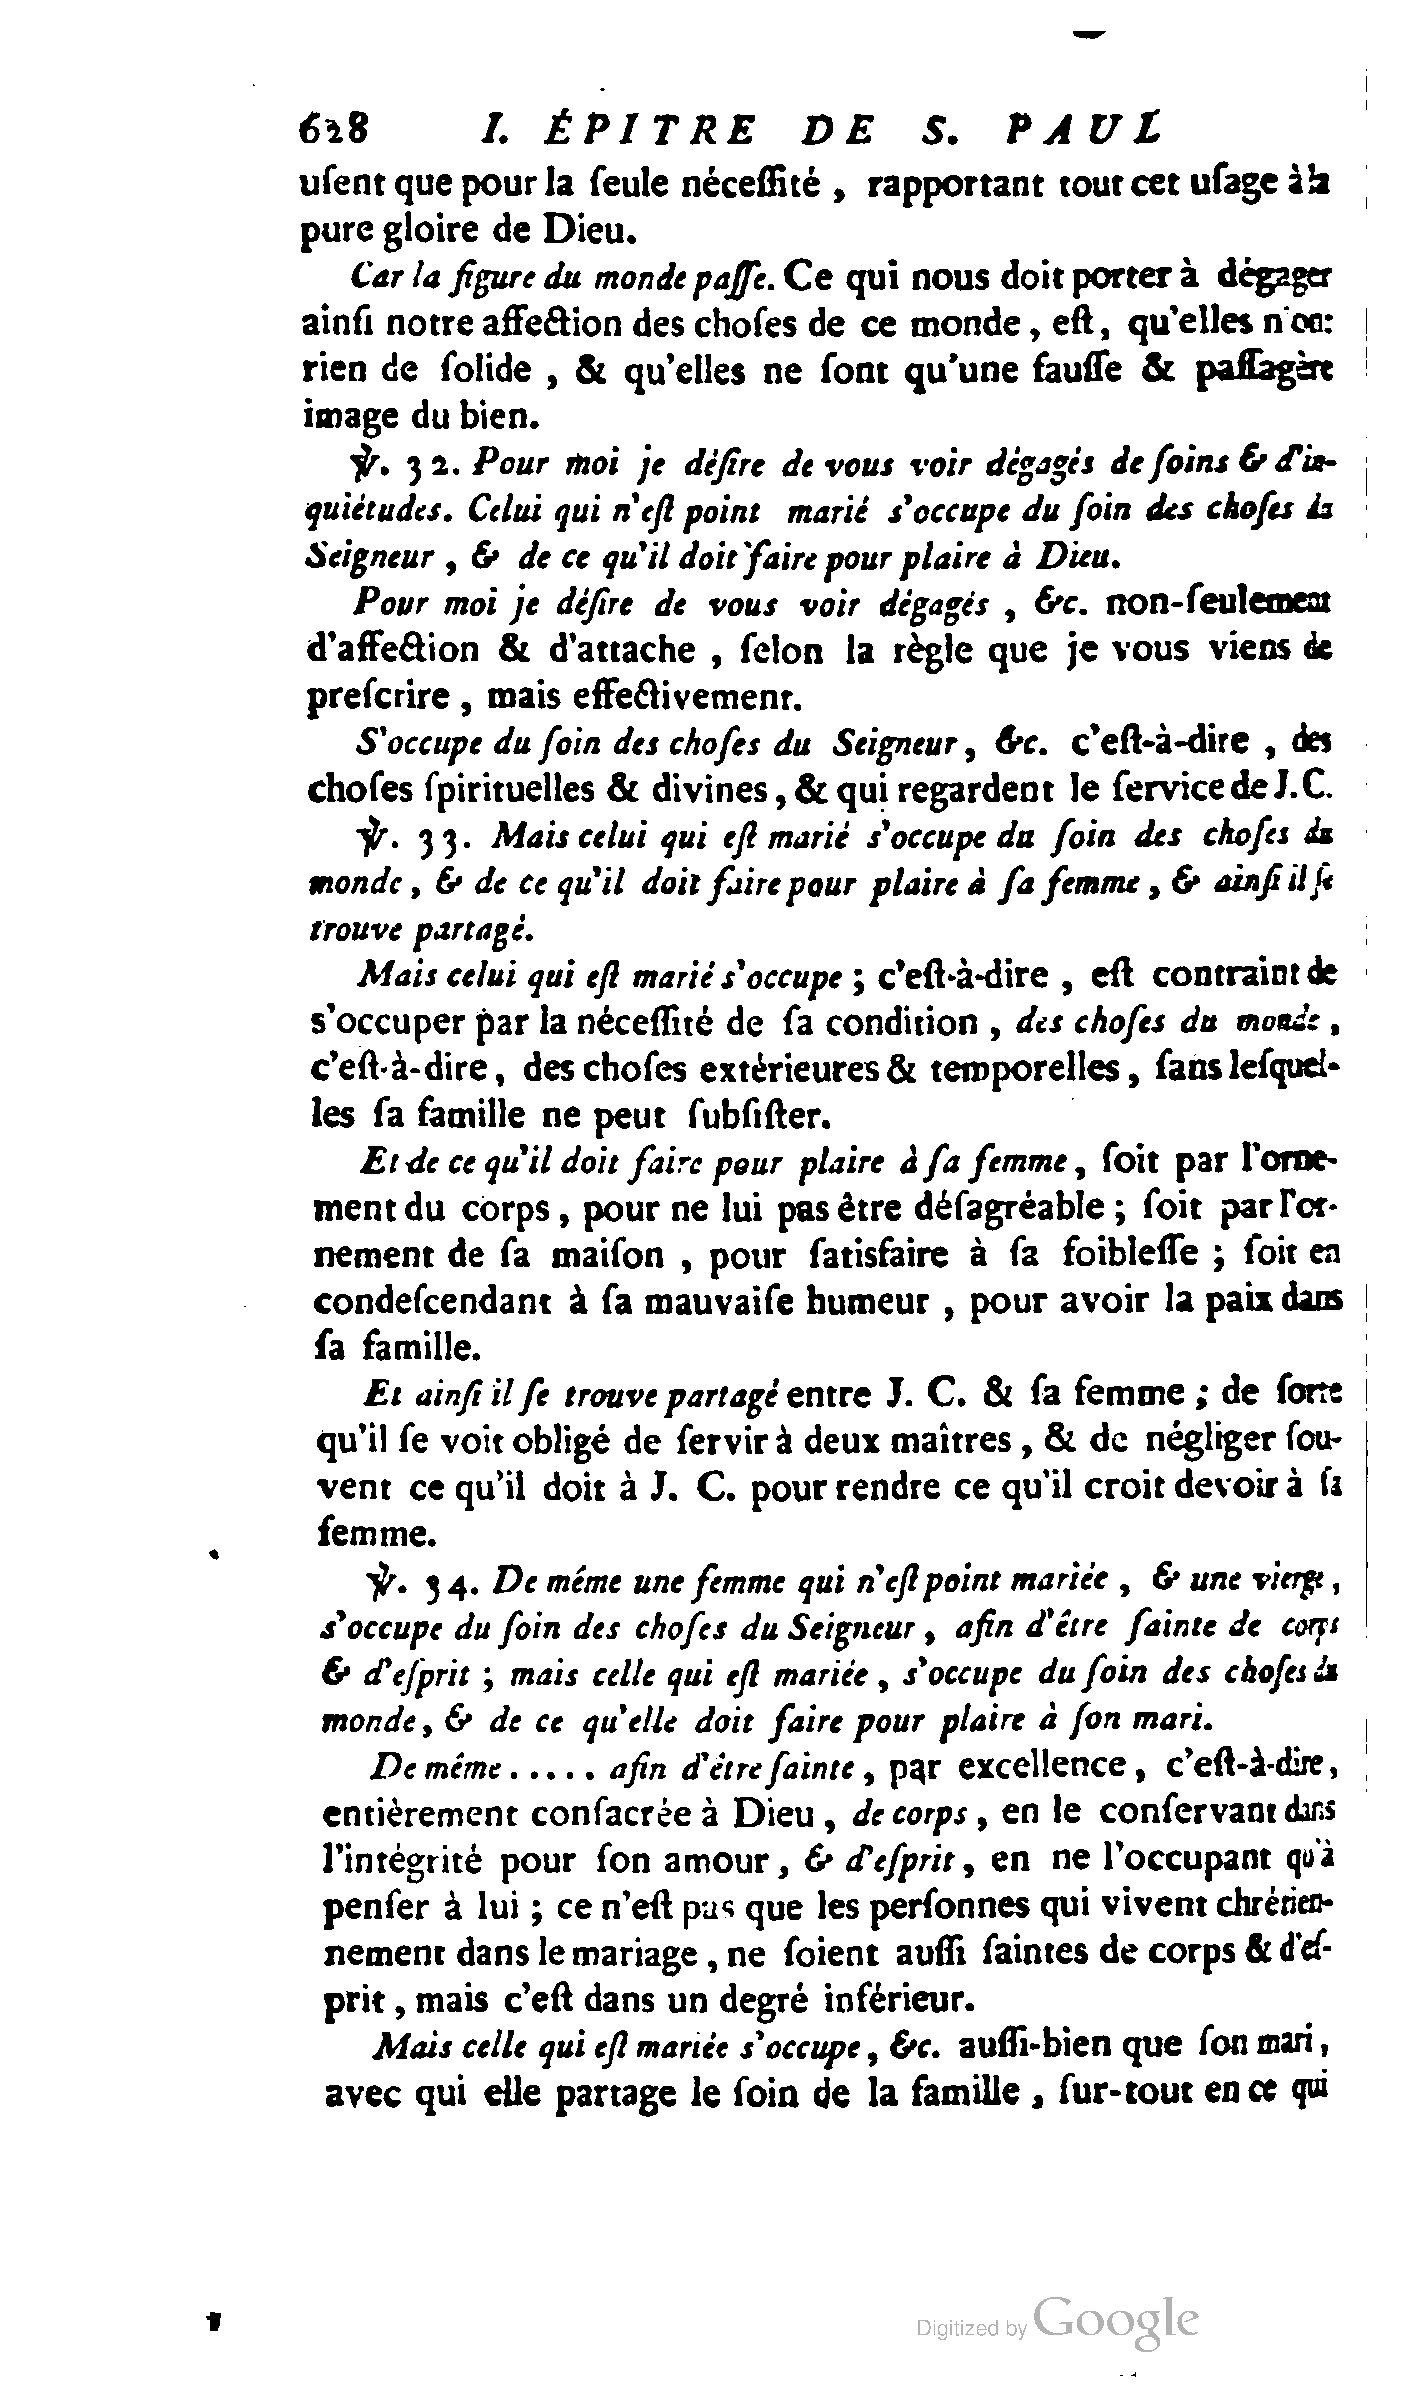 628 I. ÉPITRE DE S. PAUL
uſent que pour la ſeule néceſſité, rapportant tout cet uſage à la
pure gloire de Dieu.
Car la figure du monde paſſe. Ce qui nous doit porter à dégager
ainſi notre affection des choſes de ce monde, eſt, qu'elles n'ont
rien de ſolide, & qu'elles ne ſont qu'une fauſſe & paſſagère
image du bien.
℣. 32. Pour moi je déſire de vous voir dégagés de ſoins & d'in-
quiétudes. Celui qui n'eſt point marié s'occupe du ſoin des choſes du
Seigneur, & de ce qu'il doit faire pour plaire à Dieu.
Pour moi je déſire de vous voir dégagés, &c. non-ſeulement
d'affection & d'attache, ſelon la règle que je vous viens de
preſcrire, mais effectivement.
S'occupe du ſoin des choſes du Seigneur, &c. c'eſt-à-dire, des
choſes ſpirituelles & divines, & qui regardent le ſervice de J. C.
℣. 33. Mais celui qui eſt marié s'occupe du ſoin des choſes du
monde, & de ce qu'il doit faire pour plaire à ſa femme, & ainſi il ſe
trouve partagé.
Mais celui qui eſt marié s'occupe; c'eſt-à-dire, eſt contraint de
s'occuper par la néceſſité de ſa condition, des choſes du monde,
c'eſt-à-dire, des choſes extérieures & temporelles, ſans leſquel-
les ſa famille ne peut ſubſiſter.
Et de ce qu'il doit faire pour plaire à ſa femme, ſoit par l'orne-
ment du corps, pour ne lui pas être déſagréable; ſoit par l'or-
nement de ſa maiſon, pour ſatisfaire à ſa foibleſſe; ſoit en
condeſcendant à ſa mauvaiſe humeur, pour avoir la paix dans
ſa famille.
Et ainſi il ſe trouve partagé entre J. C. & ſa femme; de ſorte
qu'il ſe voit obligé de ſervir à deux maîtres, & de négliger ſou-
vent ce qu'il doit à J. C. pour rendre ce qu'il croit devoir à ſa
femme.
℣. 34. De même une femme qui n'eſt point mariée, & une vierge,
s'occupe du ſoin des choſes du Seigneur, afin d'être ſainte de corps
& d'eſprit; mais celle qui eſt mariée, s'occupe du ſoin des choſes du
monde, & de ce qu'elle doit faire pour plaire à ſon mari.
De même..... afin d'être ſainte, par excellence, c'eſt-à-dire,
entièrement conſacrée à Dieu, de corps, en le conſervant dans
l'intégrité pour ſon amour, & d'eſprit, en ne l'occupant qu'à
penſer à lui; ce n'eſt pas que les perſonnes qui vivent chrétien-
nement dans le mariage, ne ſoient auſſi ſaintes de corps & d'eſ-
prit, mais c'eſt dans un degré inférieur.
Mais celle qui eſt mariée s'occupe, &c. auſſi-bien que ſon mari,
avec qui elle partage le ſoin de la famille, ſur-tout en ce qui
Digitized by Google